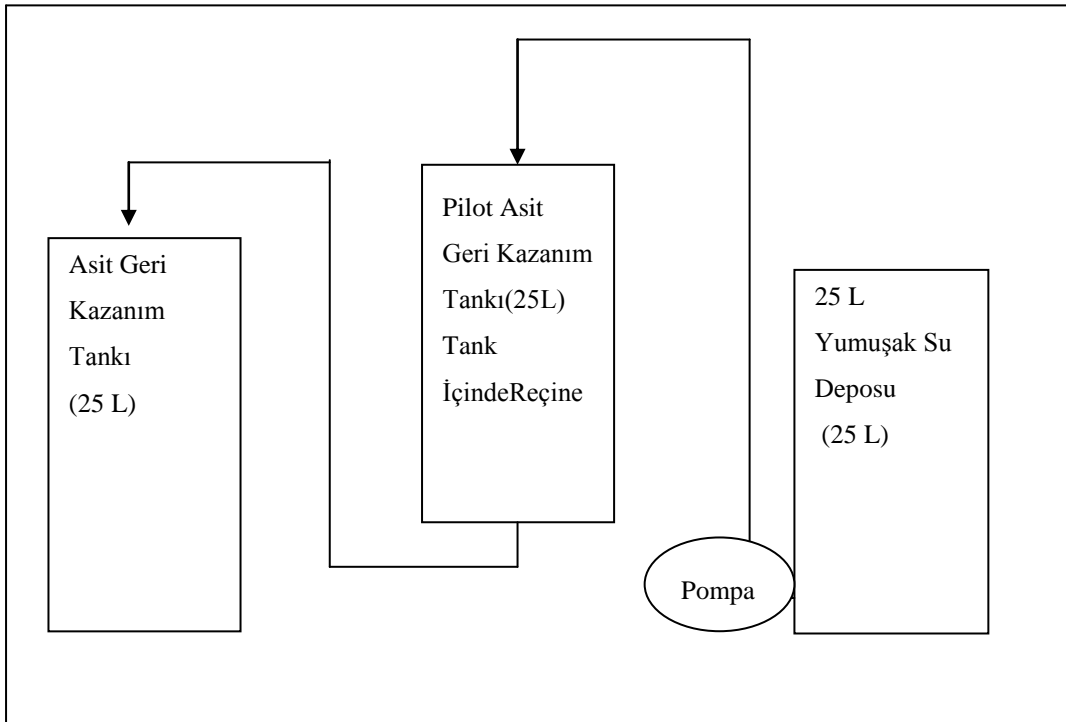 Asit Geri
Kazanım
Tankı
(25 L)
Pilot Asit
Geri Kazanım
Tankı(25L)
Tank
İçindeReçine
25 L
Yumuşak Su
Deposu
(25 L)
Pompa